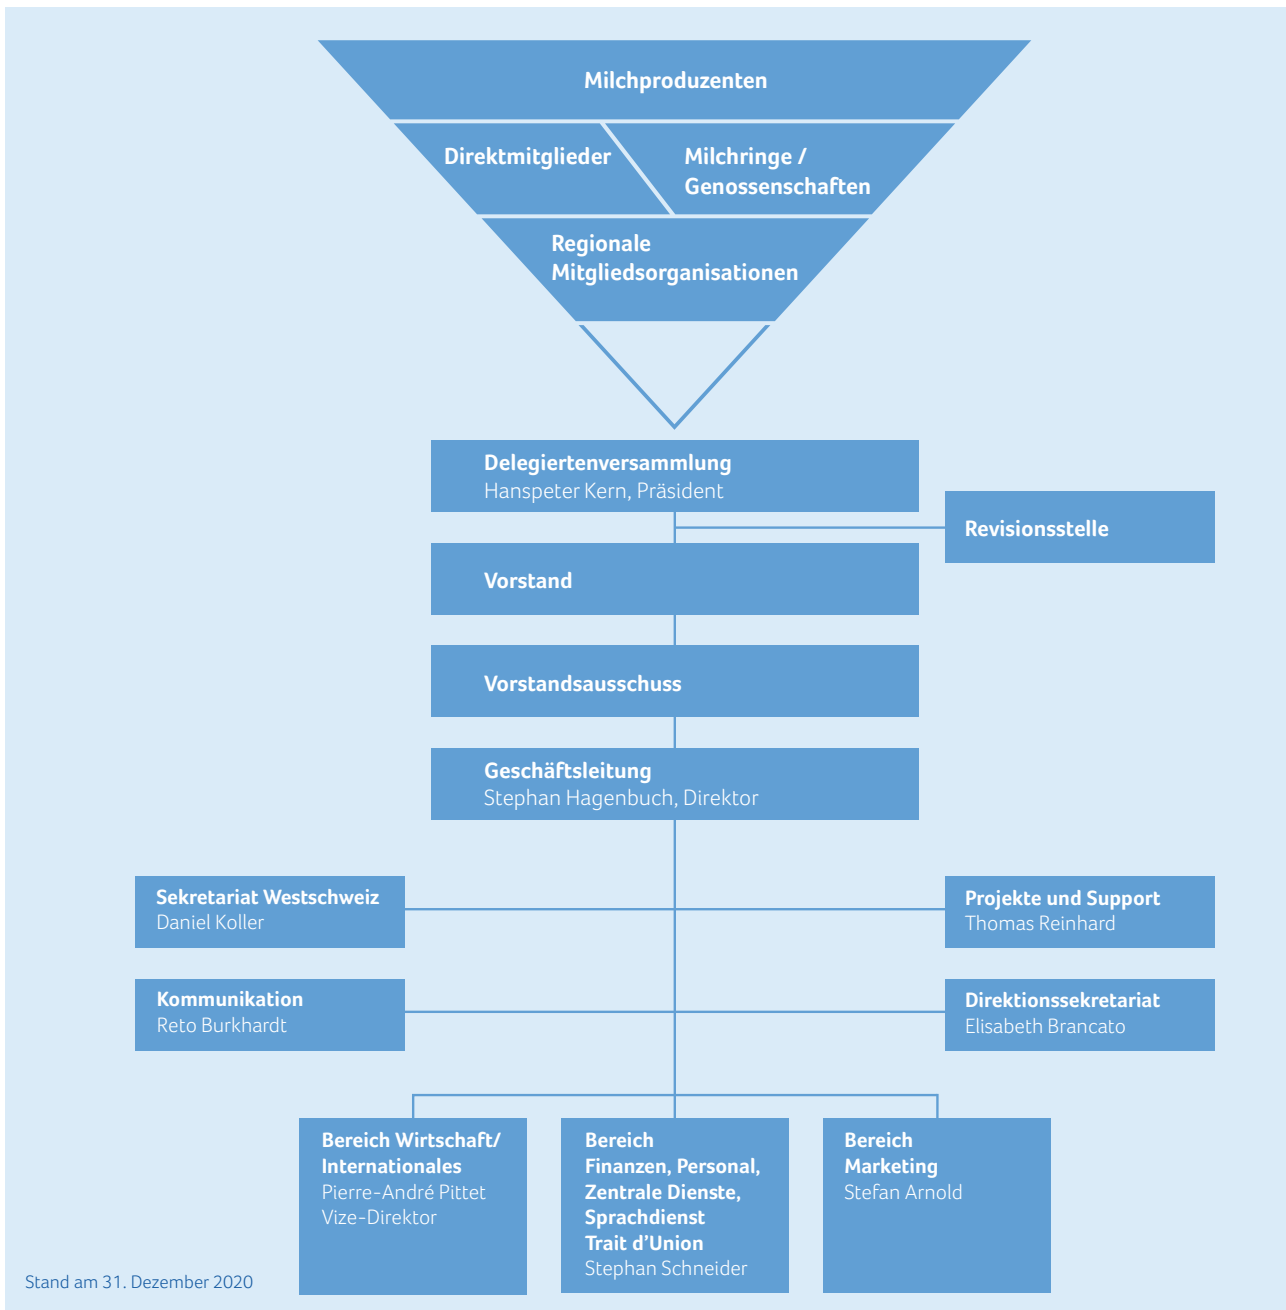 Milchproduzenten
Direktmitglieder
Milchringe /
Genossenschaften
Regionale
Mitgliedsorganisationen
Delegiertenversammlung
Hanspeter Kern, Präsident
Revisionsstelle
Vorstand
Vorstandsausschuss
Geschäftsleitung
Stephan Hagenbuch, Direktor
Sekretariat Westschweiz
Daniel Koller
Projekte und Support
Thomas Reinhard
Kommunikation
Reto Burkhardt
Direktionssekretariat
Elisabeth Brancato
Bereich Wirtschaft/
Internationales
Pierre-André Pittet
Vize-Direktor
Bereich
Finanzen, Personal,
Zentrale Dienste,
Sprachdienst
Trait d’Union
Stephan Schneider
Bereich
Marketing
Stefan Arnold
Stand am 31. Dezember 2020